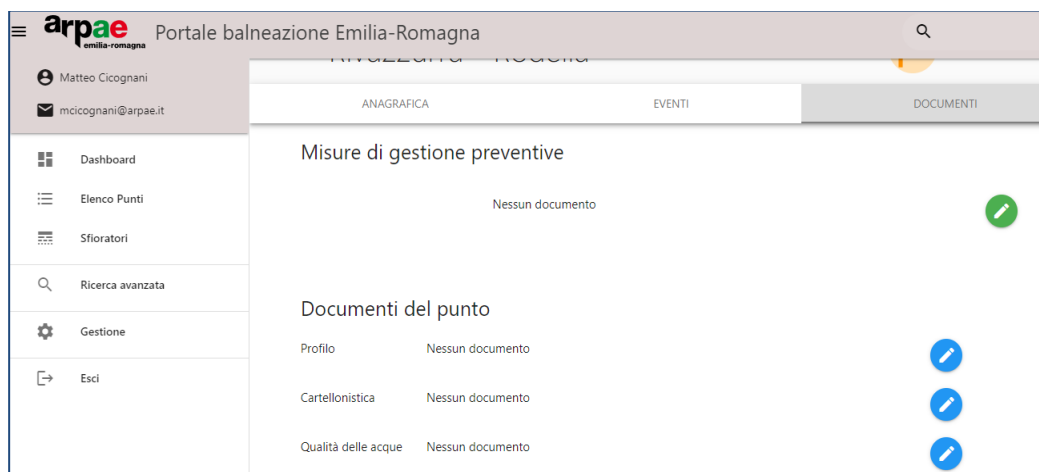 arpae
emilia-romagna
Portale balneazione Emilia-Romagna
Matteo Cicognani
mcicognani@arpae.it
Dashboard
Elenco Punti
Sfioratori
Ricerca avanzata
Gestione
Esci
ANAGRAFICA
EVENTI
DOCUMENTI
Misure di gestione preventive
Nessun documento
Documenti del punto
Profilo Nessun documento
Cartellonistica Nessun documento
Qualità delle acque Nessun documento